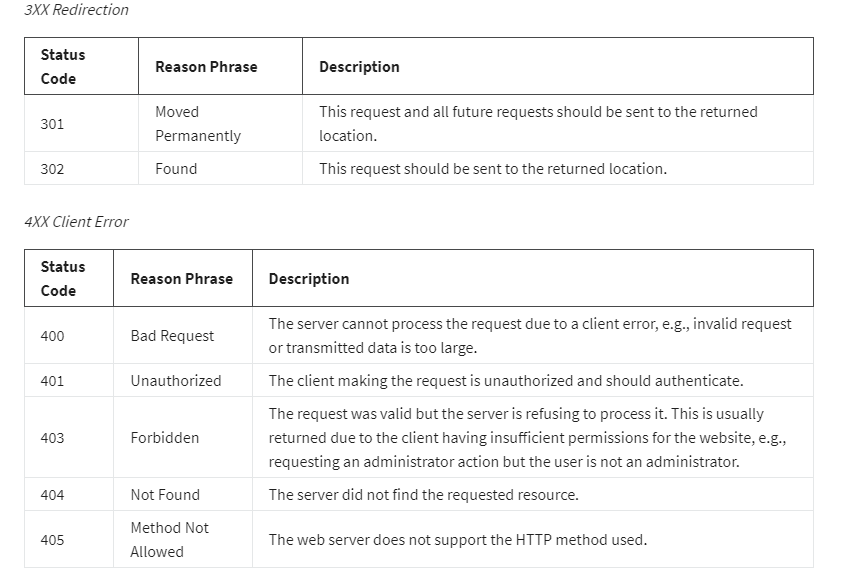 3XX Redirection
Status Code Reason Phrase Description
301 Moved Permanently This request and all future requests should be sent to the returned location.
302 Found This request should be sent to the returned location.
4XX Client Error
Status Code Reason Phrase Description
400 Bad Request The server cannot process the request due to a client error, e.g., invalid request or transmitted data is too large.
401 Unauthorized The client making the request is unauthorized and should authenticate.
403 Forbidden The request was valid but the server is refusing to process it. This is usually returned due to the client having insufficient permissions for the website, e.g., requesting an administrator action but the user is not an administrator.
404 Not Found The server did not find the requested resource.
405 Method Not Allowed The web server does not support the HTTP method used.